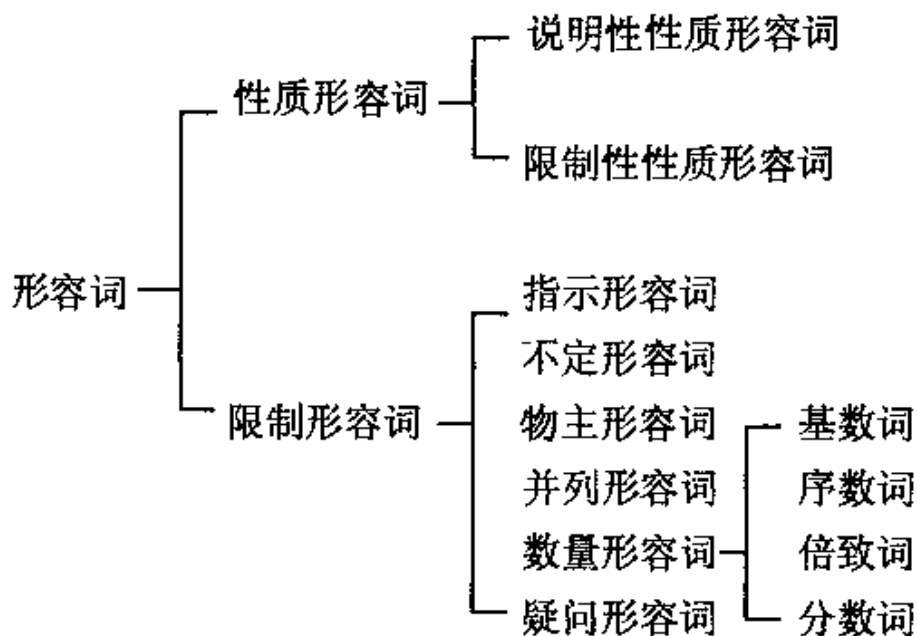 说明性性质形容词
性质形容词
限制性性质形容词
形容词
指示形容词
不定形容词
限制形容词
物主形容词
基数词
并列形容词
序数词
数量形容词
倍致词
疑问形容词
分数词